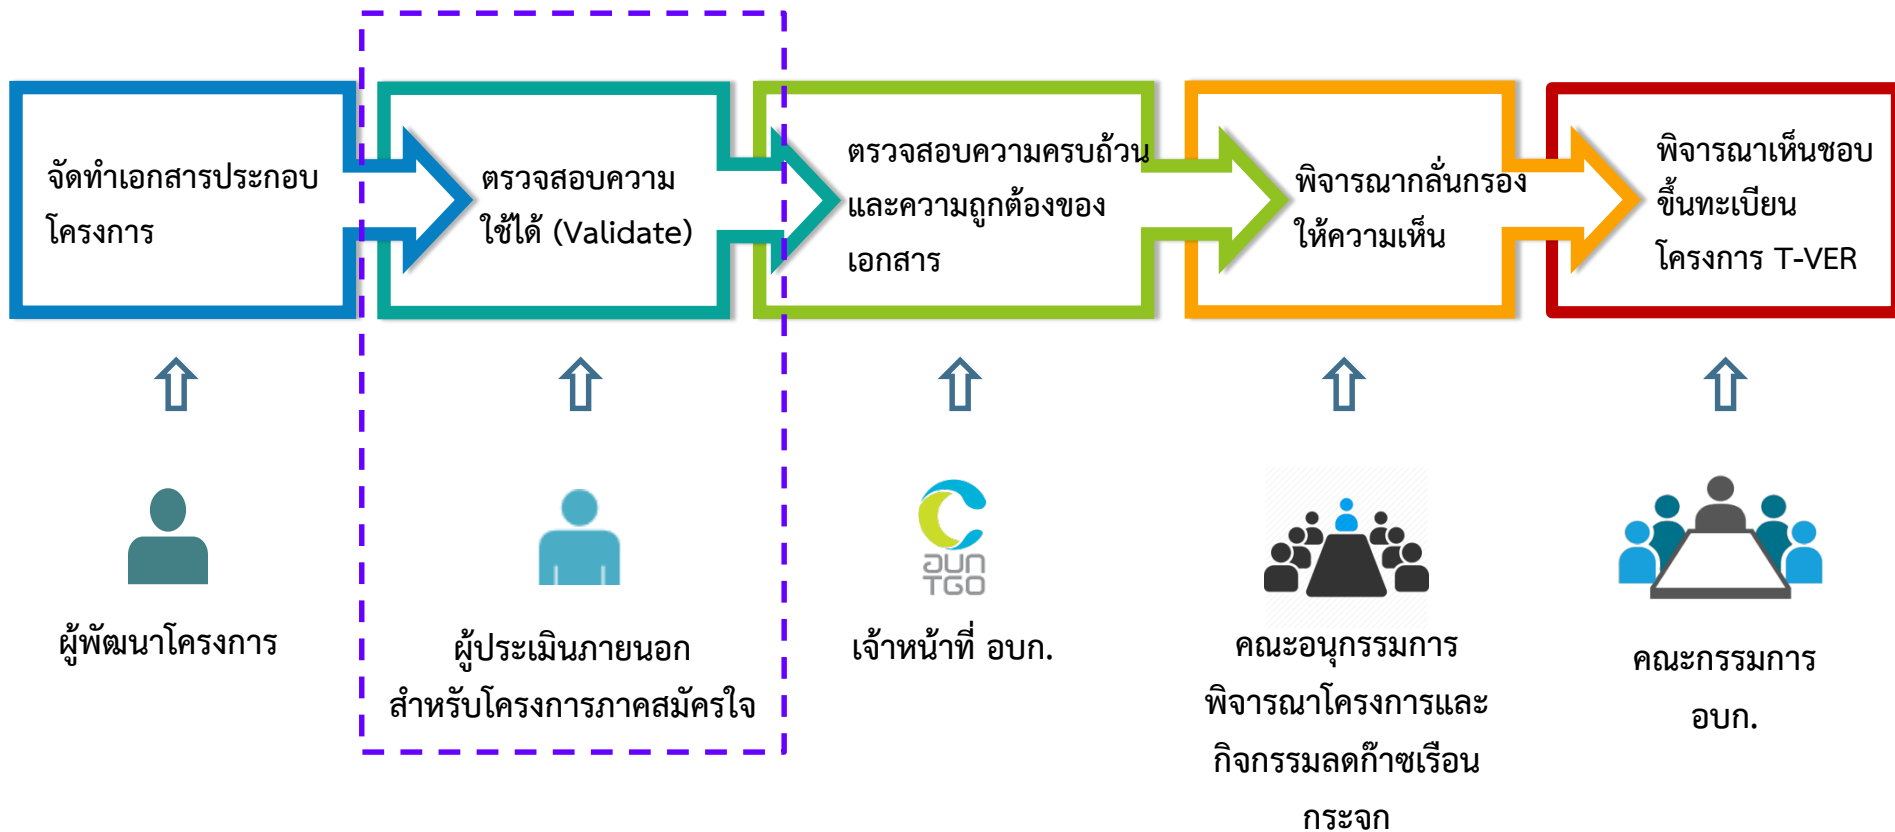 จัดทำเอกสารประกอบ
โครงการ
ตรวจสอบความ
ใช้ได้ (Validate)
ตรวจสอบความครบถ้วน
และความถูกต้องของ
เอกสาร
พิจารณากลั่นกรอง
ให้ความเห็น
พิจารณาเห็นชอบ
ขึ้นทะเบียน
โครงการ T-VER
ผู้พัฒนาโครงการ
ผู้ประเมินภายนอก
สำหรับโครงการภาคสมัครใจ
อบก
TGO
เจ้าหน้าที่ อบก.
คณะอนุกรรมการ
พิจารณาโครงการและ
กิจกรรมลดก๊าซเรือน
กระจก
คณะกรรมการ
อบก.